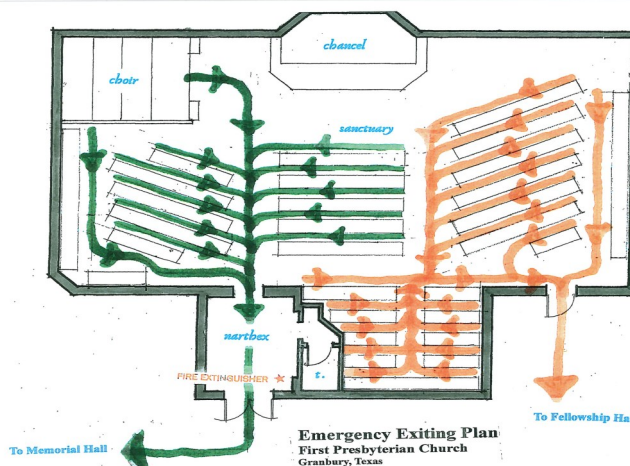 chancel
choir
sanctuary
narthex
FIRE EXTINGUISHER
t.
To Fellowship Ha
Emergency Exiting Plan
First Presbyterian Church
Granbury, Texas
To Memorial Hall